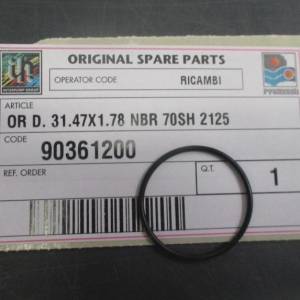 ORIGINAL SPARE PARTS
OPERATOR CODE RICAMBI
ARTICLE
OR D. 31.47X1.78 NBR 70SH 2125
CODE
90361200
REF. ORDER
Q.T. 1